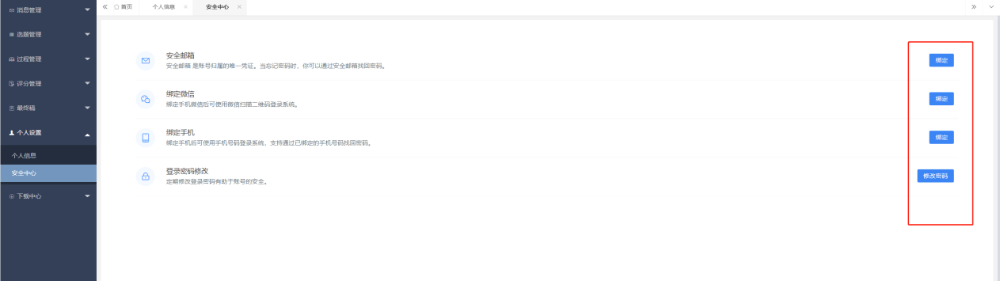 消息管理
选题管理
过程管理
评分管理
最终稿
个人设置
个人信息
安全中心
下载中心
首页 个人信息 安全中心
安全邮箱
安全邮箱 是账号归属的唯一凭证。当忘记密码时，你可以通过安全邮箱找回密码。
绑定
绑定微信
绑定手机微信后可使用微信扫描二维码登录系统。
绑定
绑定手机
绑定手机后可使用手机号码登录系统，支持通过已绑定的手机号码找回密码。
绑定
登录密码修改
定期修改登录密码有助于账号的安全。
修改密码